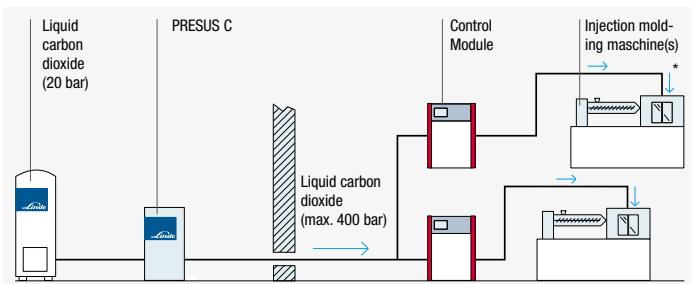 Liquid
carbon
dioxide
(20 bar)
PRESUS C
Control
Module
Injection mold-
ing maschine(s)
*
Liquid carbon
dioxide
(max. 400 bar)
Linde
Linde